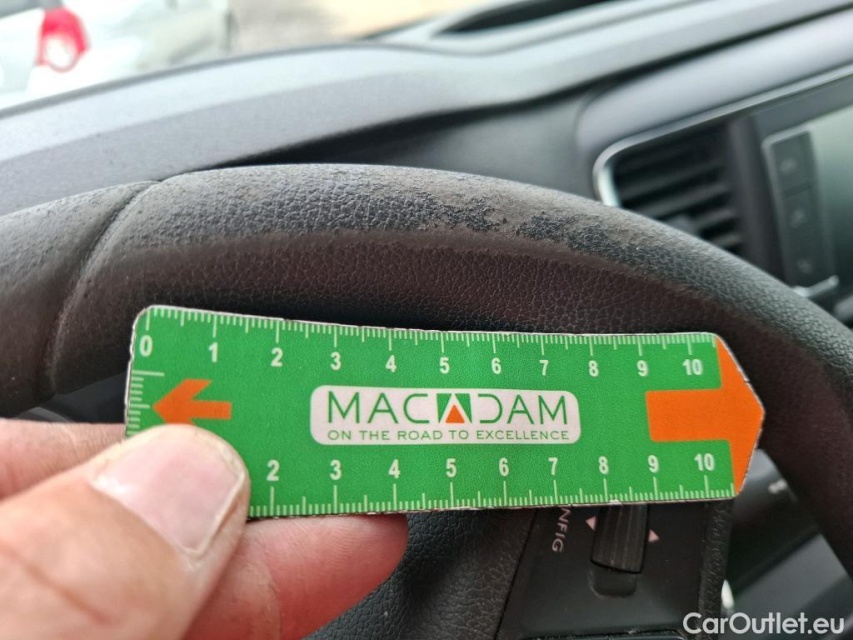 0 1 2 3 4 5 6 7 8 9 10
MACADAM
ON THE ROAD TO EXCELLENCE
2 3 4 5 6 7 8 9 10
NFIG
CarOutlet.eu